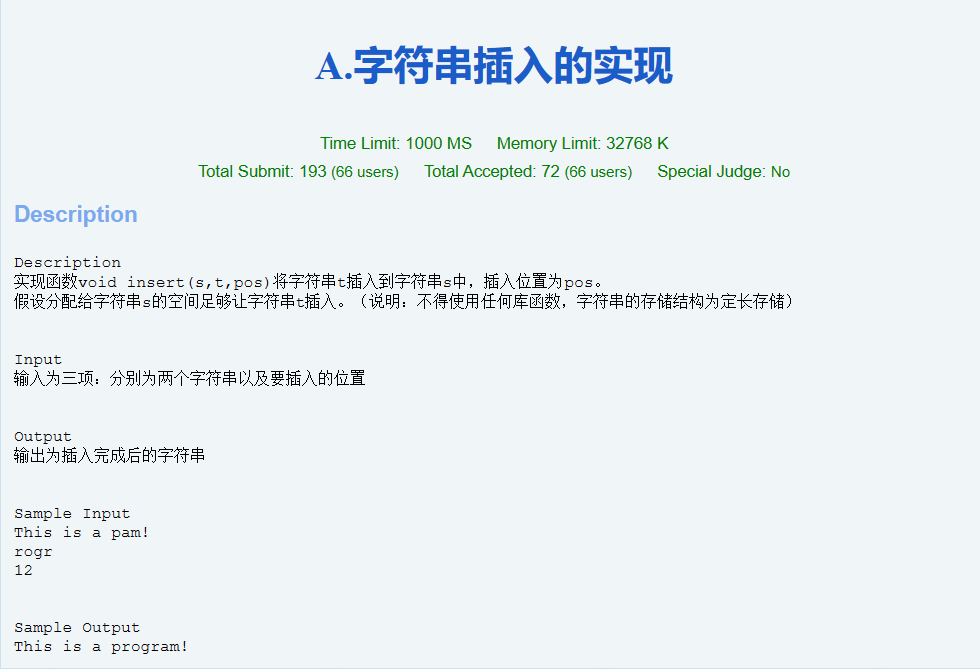 A.字符串插入的实现
Time Limit: 1000 MS Memory Limit: 32768 K
Total Submit: 193 (66 users) Total Accepted: 72 (66 users) Special Judge: No
Description
Description
实现函数void insert(s,t,pos)将字符串t插入到字符串s中，插入位置为pos。
假设分配给字符串s的空间足够让字符串t插入。（说明：不得使用任何库函数，字符串的存储结构为定长存储）
Input
输入为三项：分别为两个字符串以及要插入的位置
Output
输出为插入完成后的字符串
Sample Input
This is a pam!
rogr
12
Sample Output
This is a program!